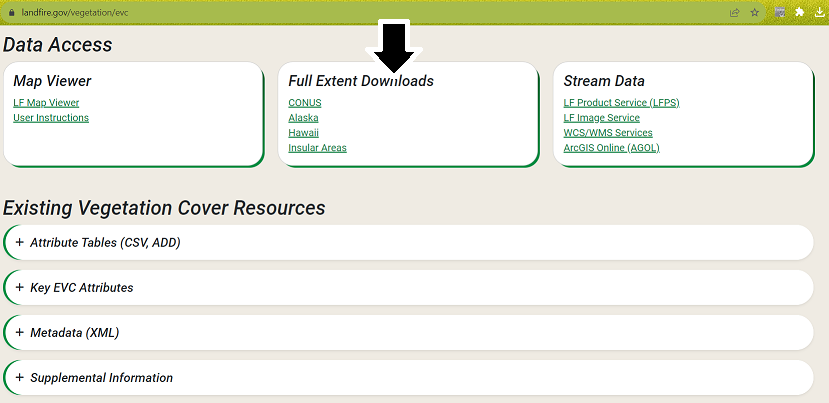 landfire.gov/vegetation/evc
Data Access
Map Viewer
LF Map Viewer
User Instructions
Full Extent Downloads
CONUS
Alaska
Hawaii
Insular Areas
Stream Data
LF Product Service (LFPS)
LF Image Service
WCS/WMS Services
ArcGIS Online (AGOL)
Existing Vegetation Cover Resources
+ Attribute Tables (CSV, ADD)
+ Key EVC Attributes
+ Metadata (XML)
+ Supplemental Information